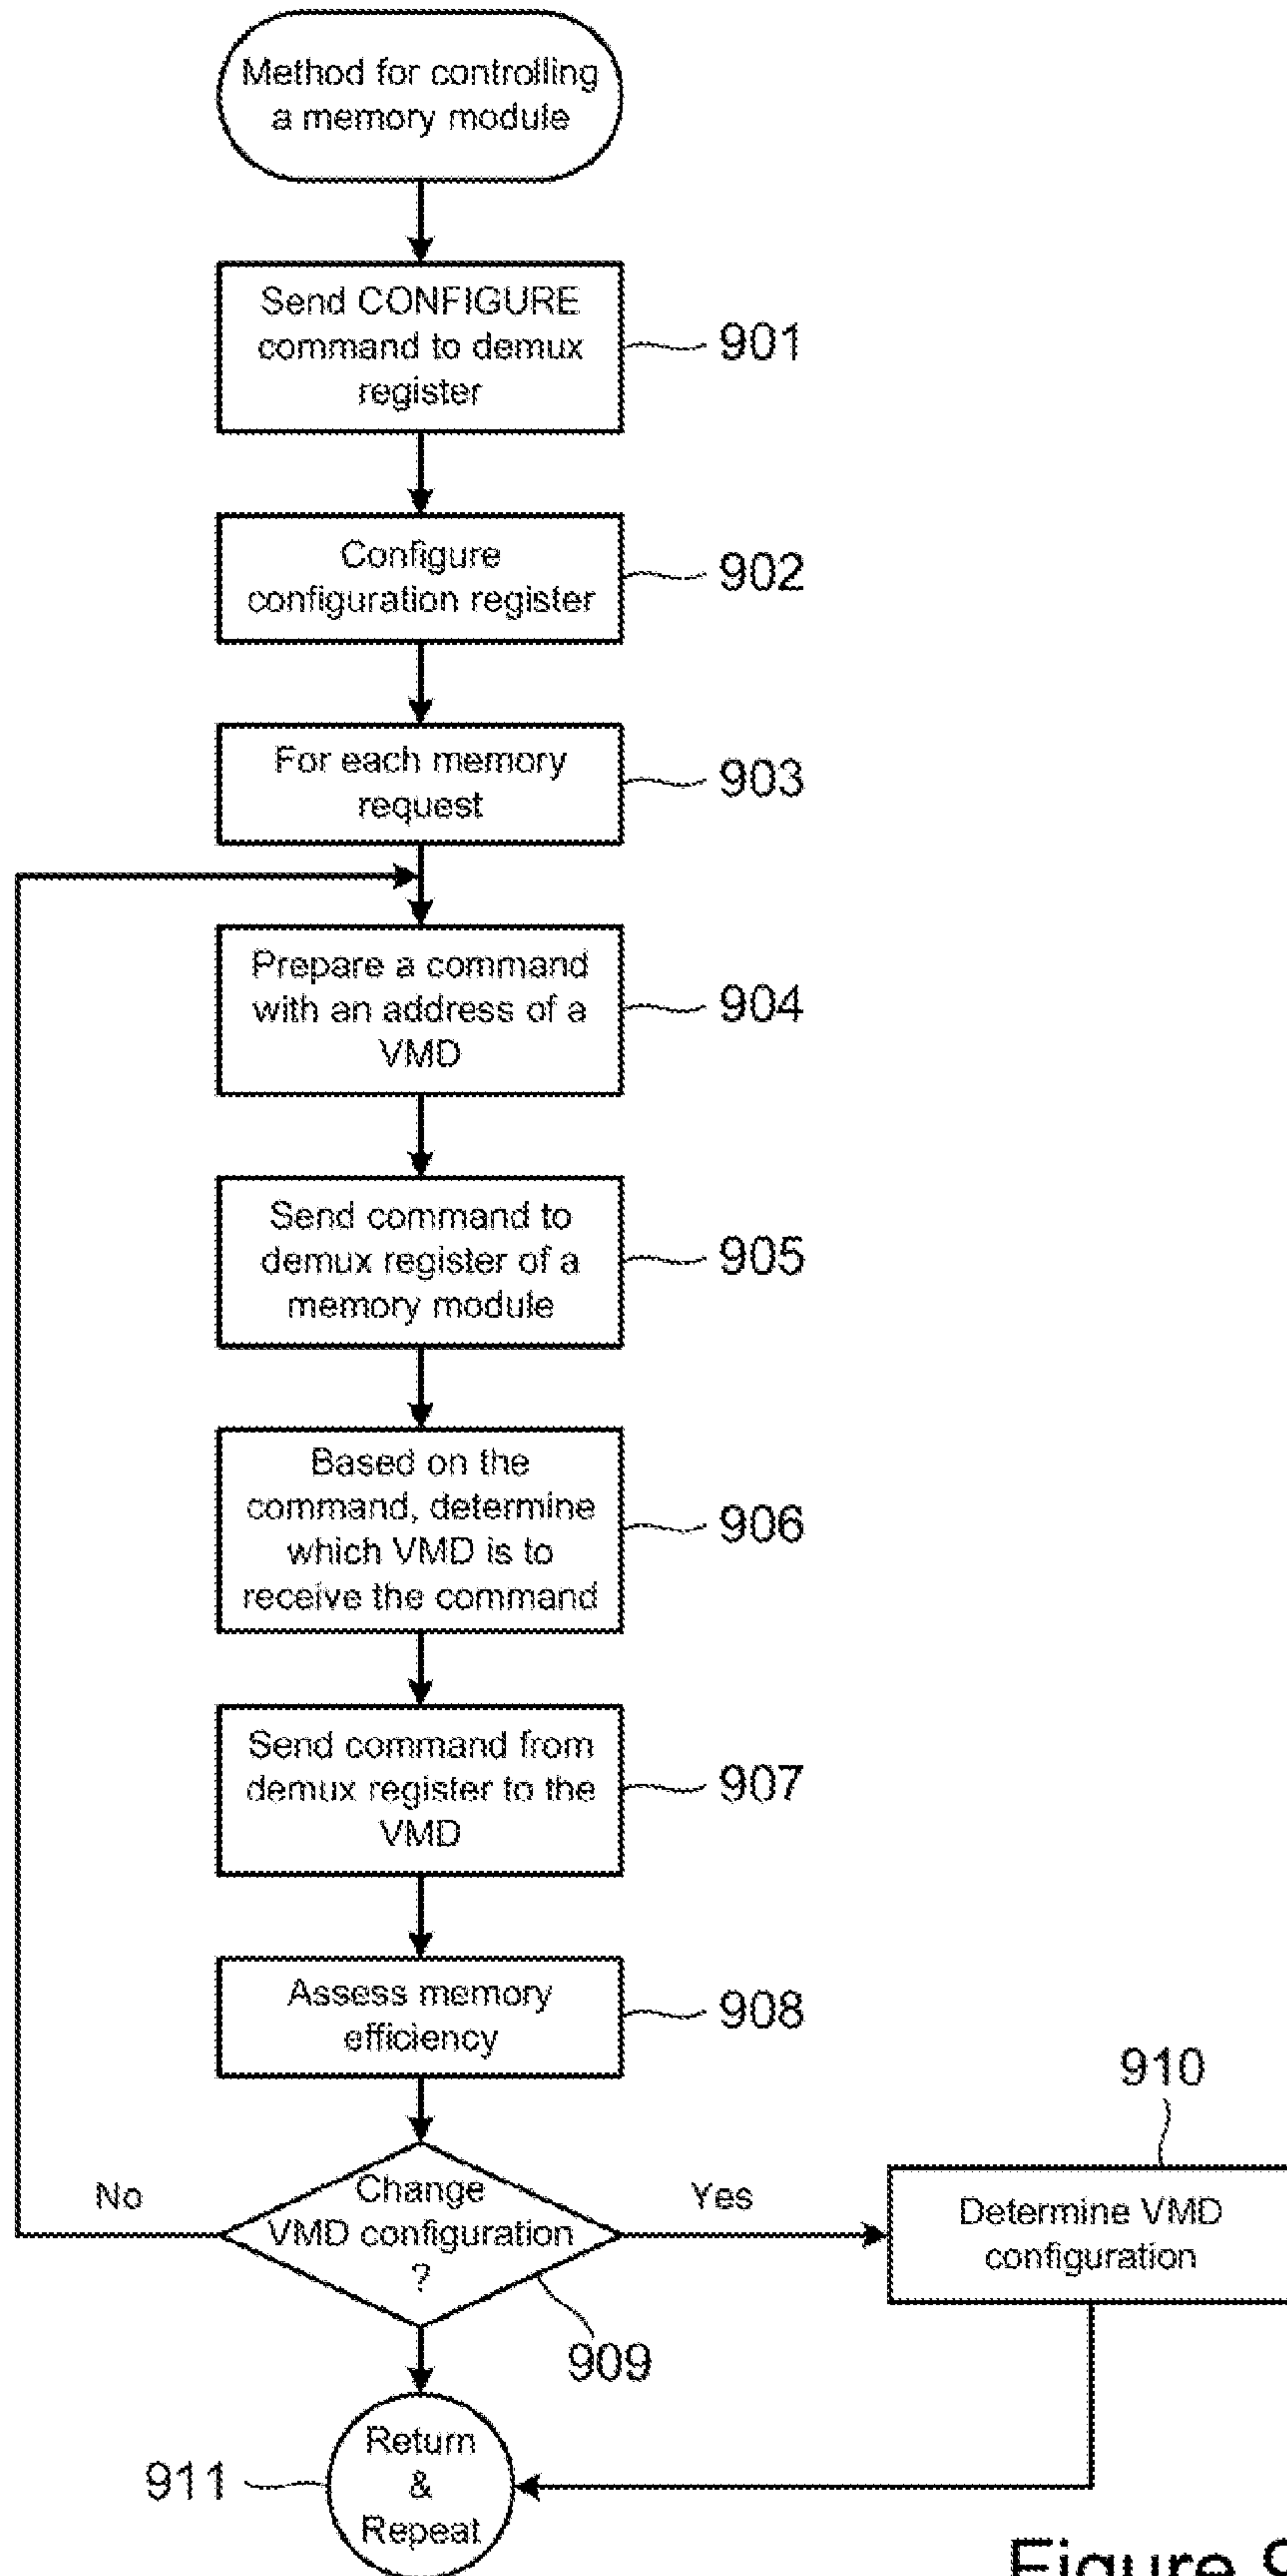 Method for controlling
a memory module
Send CONFIGURE
command to demux
register
901
Configure
configuration register
902
For each memory
request
903
Prepare a command
with an address of a
VMD
904
Send command to
demux register of a
memory module
905
Based on the
command, determine
which VMD is to
receive the command
906
Send command from
demux register to the
VMD
907
Assess memory
efficiency
908
910
No
Change
VMD configuration
?
Yes
Determine VMD
configuration
909
Return
&
Repeat
911
Figure 9